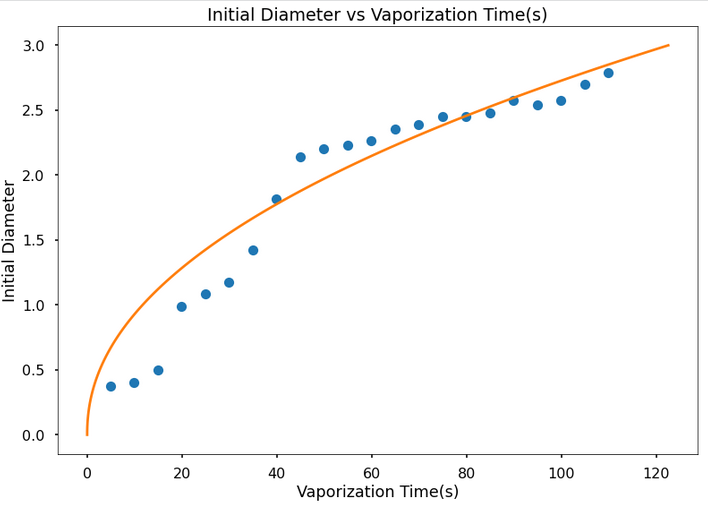 Initial Diameter vs Vaporization Time(s)
3.0
2.5
2.0
1.5
1.0
0.5
0.0
Initial Diameter
0 20 40 60 80 100 120
Vaporization Time(s)